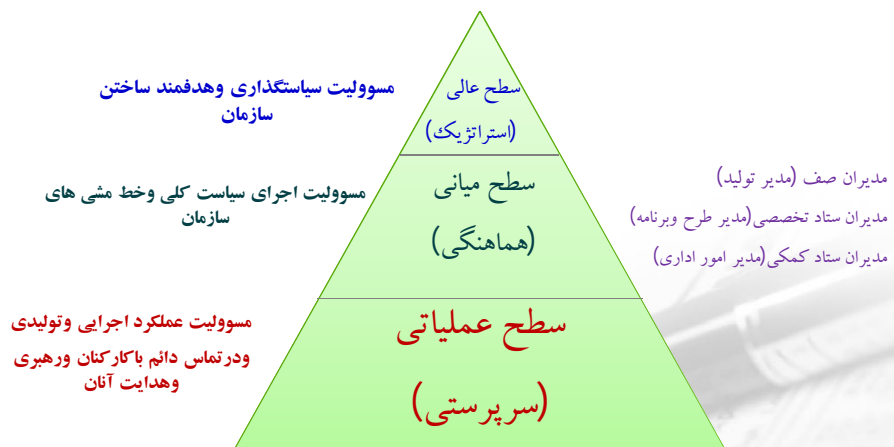 سطح عالی
(استراتژیک)
مسوولیت سیاستگذاری وهدفمند ساختن
سازمان
سطح میانی
(هماهنگی)
مسوولیت اجرای سیاست کلی وخط مشی های
سازمان
مدیران صف (مدیر تولید)
مدیران ستاد تخصصی(مدیر طرح وبرنامه)
مدیران ستاد کمکی(مدیر امور اداری)
سطح عملیاتی
(سرپرستی)
مسوولیت عملکرد اجرایی وتولیدی
ودرتماس دائم باکارکنان ورهبری
وهدایت آنان